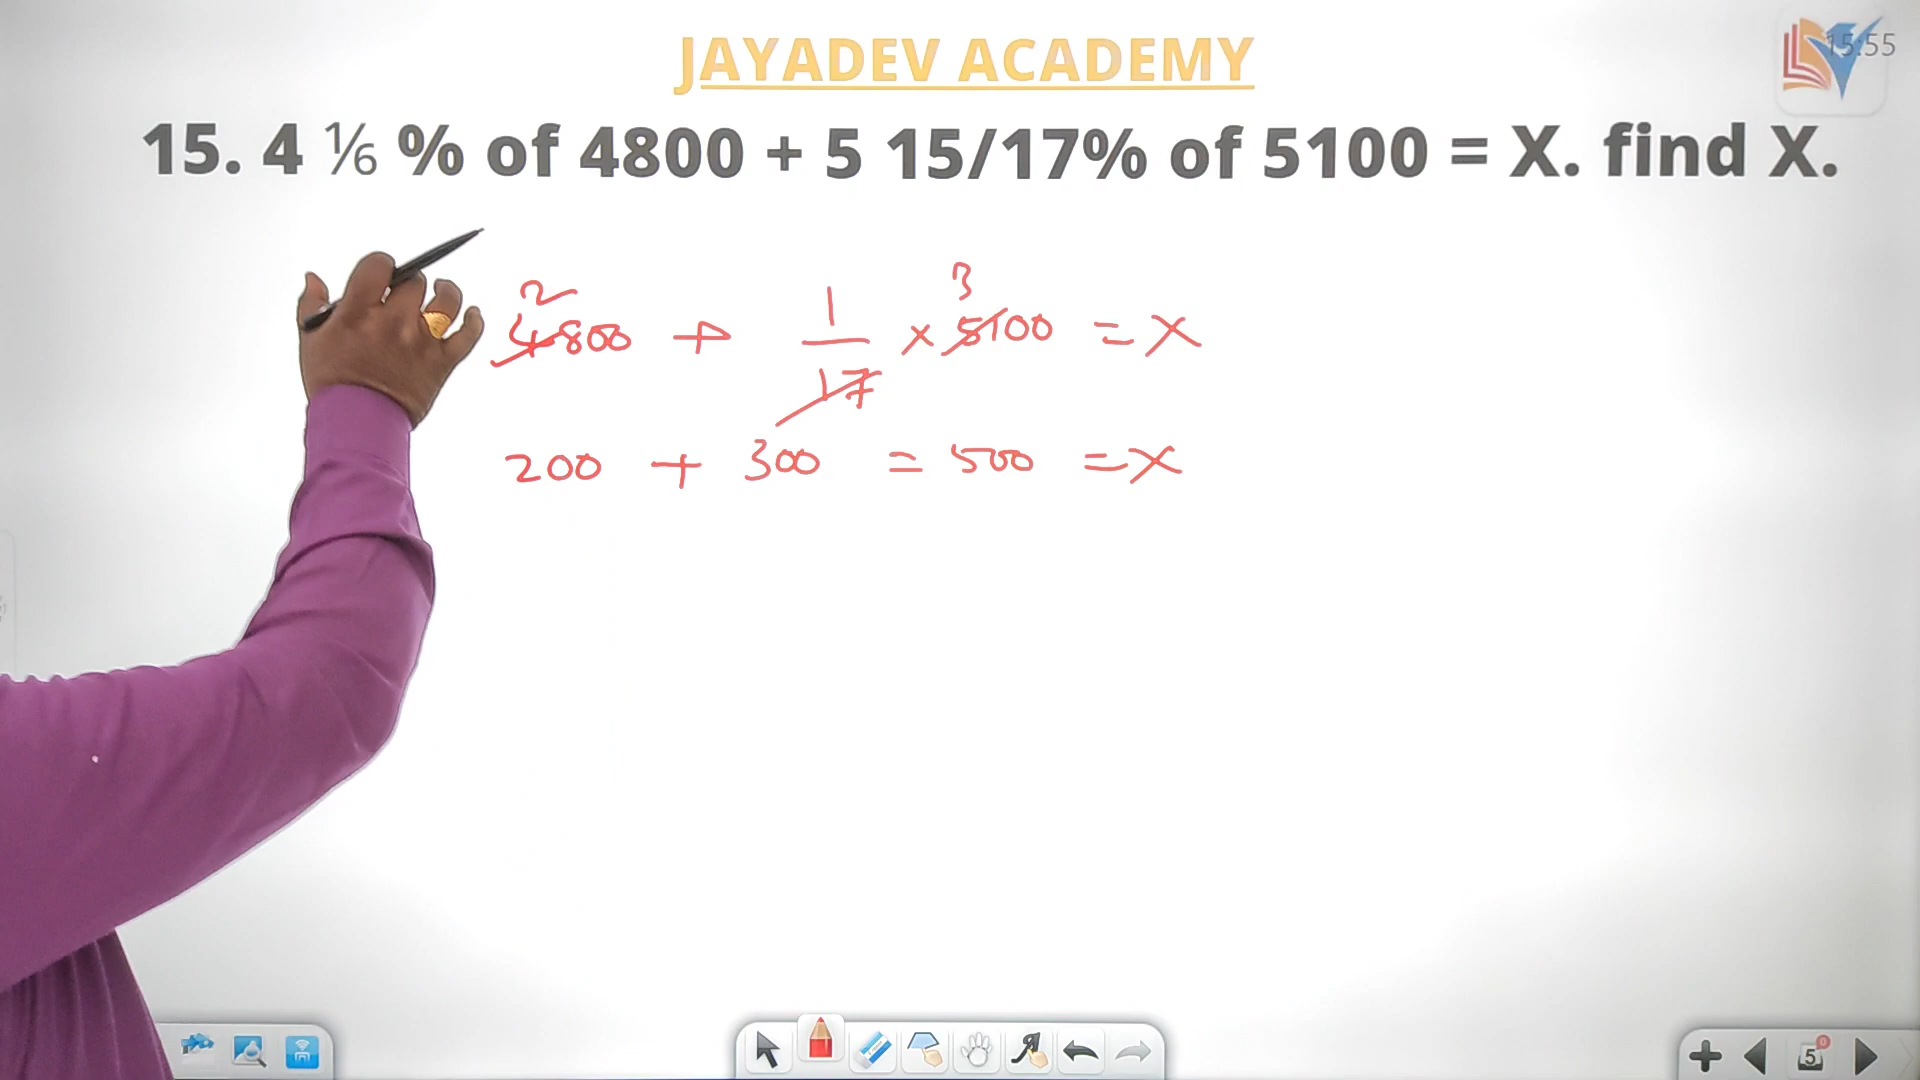 JAYADEV ACADEMY
15:55
15. 4 ⅙ % of 4800 + 5 15/17% of 5100 = X. find X.
2 3
4800 + 1/17 × 5100 = X
200 + 300 = 500 = X
5
0